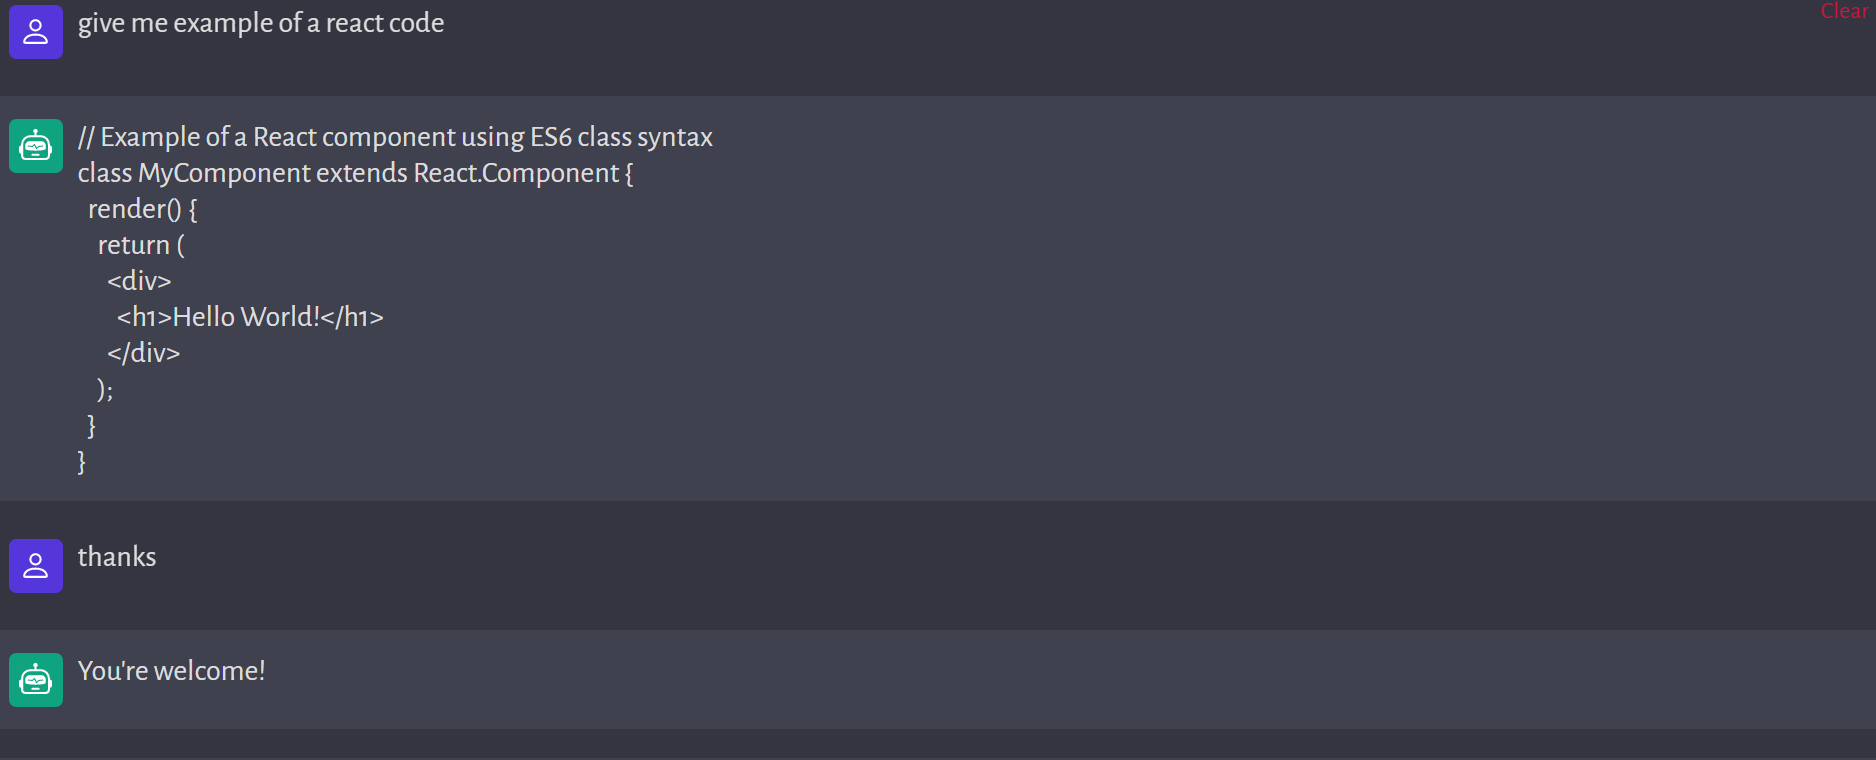 give me example of a react code
Clear
// Example of a React component using ES6 class syntax
class MyComponent extends React.Component {
  render() {
    return (
      <div>
        <h1>Hello World!</h1>
      </div>
    );
  }
}
thanks
You're welcome!